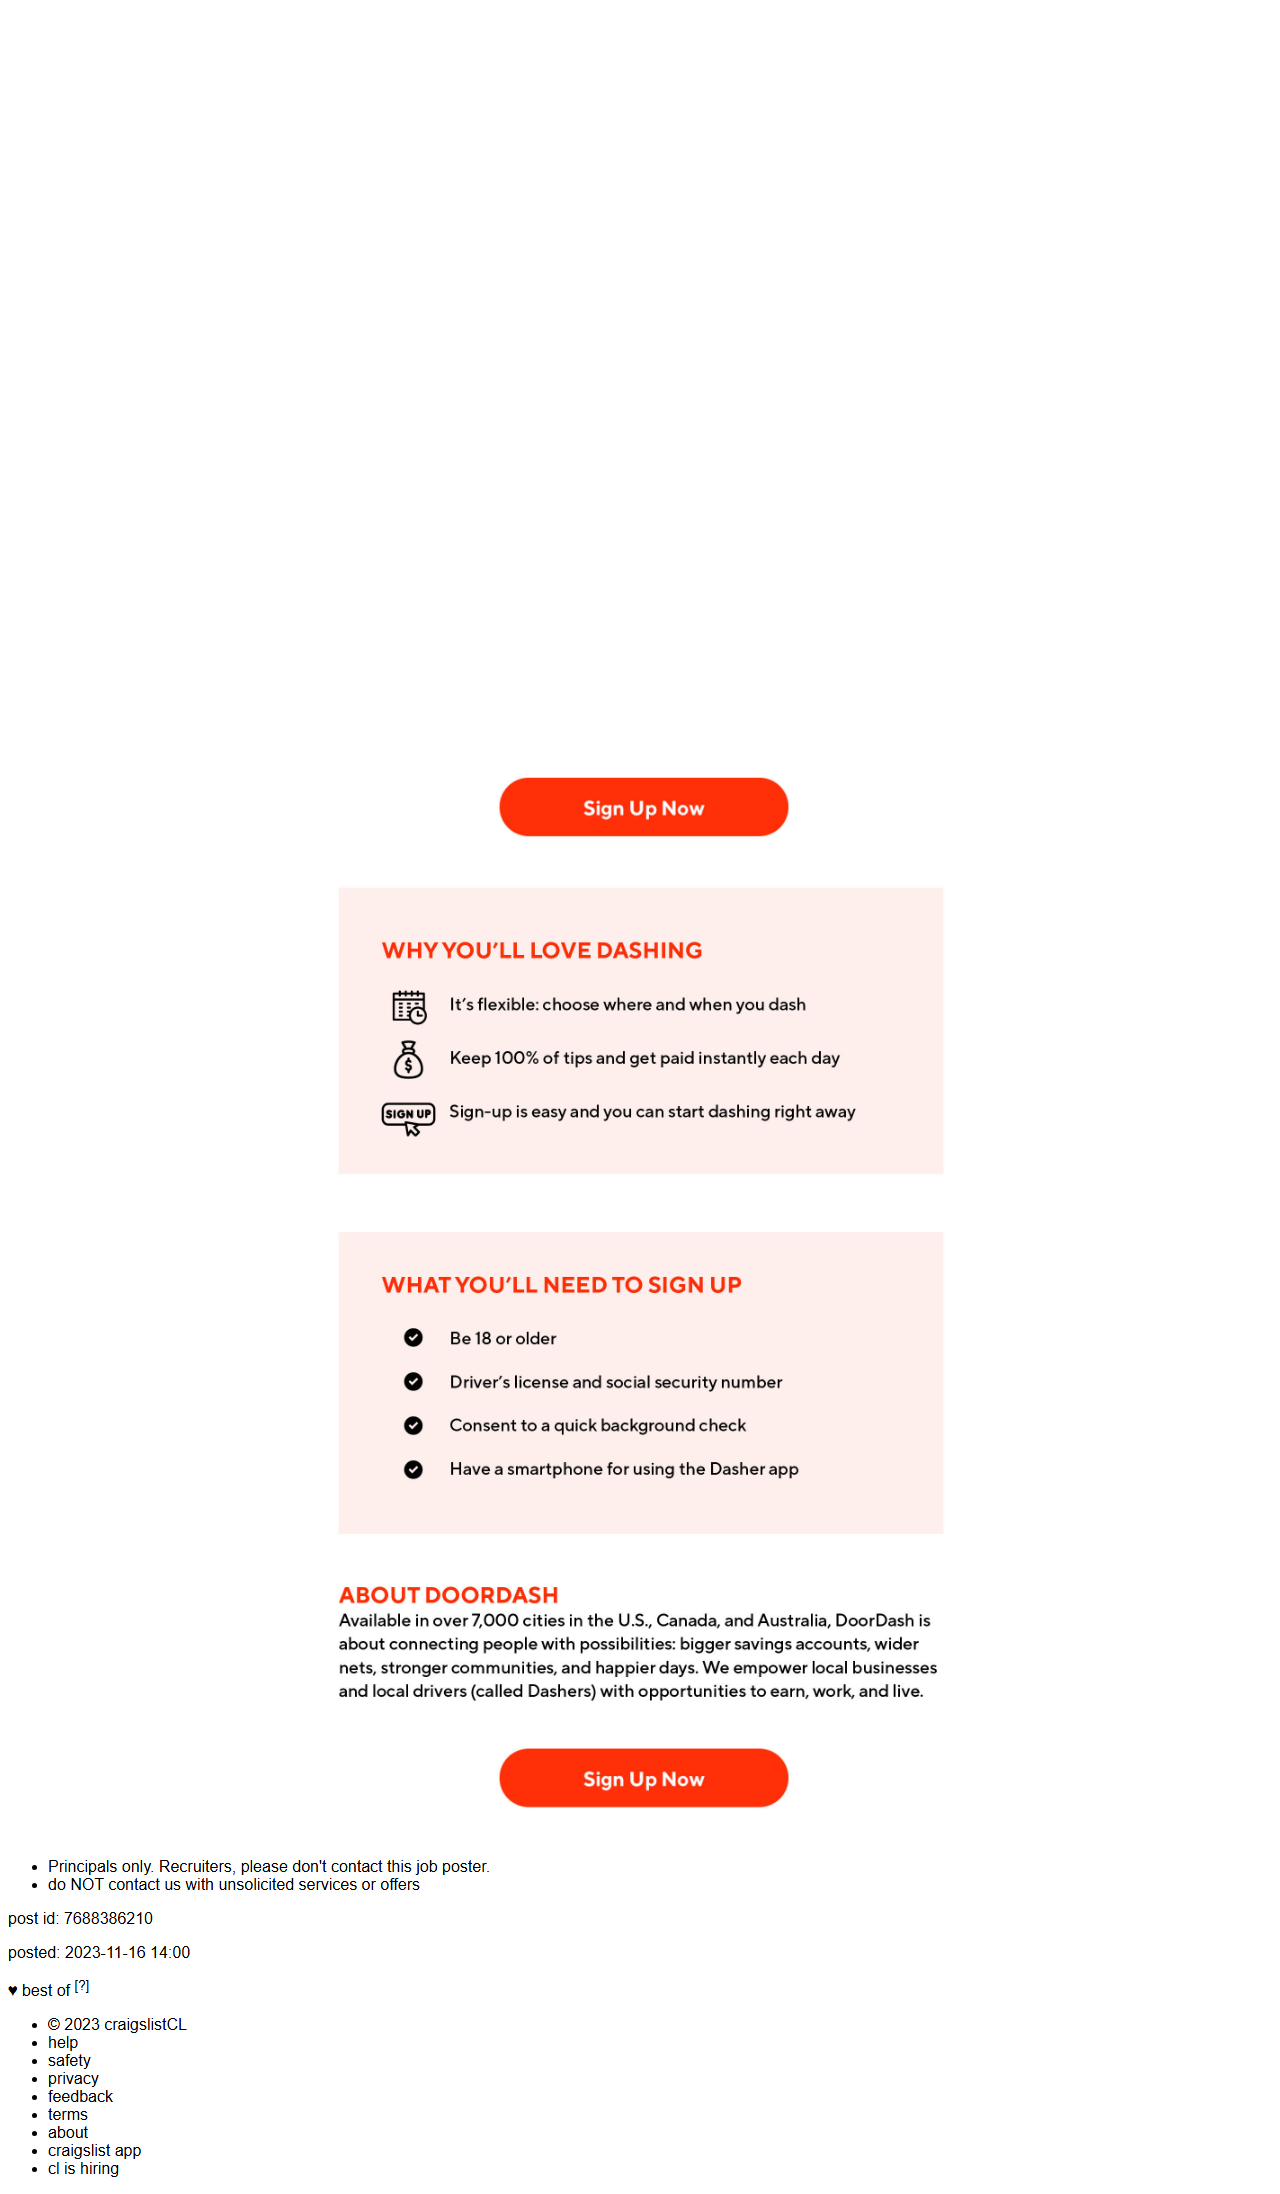 Sign Up Now
WHY YOU’LL LOVE DASHING
It’s flexible: choose where and when you dash
Keep 100% of tips and get paid instantly each day
SIGN UP
Sign-up is easy and you can start dashing right away
WHAT YOU’LL NEED TO SIGN UP
Be 18 or older
Driver’s license and social security number
Consent to a quick background check
Have a smartphone for using the Dasher app
ABOUT DOORDASH
Available in over 7,000 cities in the U.S., Canada, and Australia, DoorDash is
about connecting people with possibilities: bigger savings accounts, wider
nets, stronger communities, and happier days. We empower local businesses
and local drivers (called Dashers) with opportunities to earn, work, and live.
Sign Up Now
• Principals only. Recruiters, please don't contact this job poster.
• do NOT contact us with unsolicited services or offers
post id: 7688386210
posted: 2023-11-16 14:00
♥ best of [?]
• © 2023 craigslistCL
• help
• safety
• privacy
• feedback
• terms
• about
• craigslist app
• cl is hiring